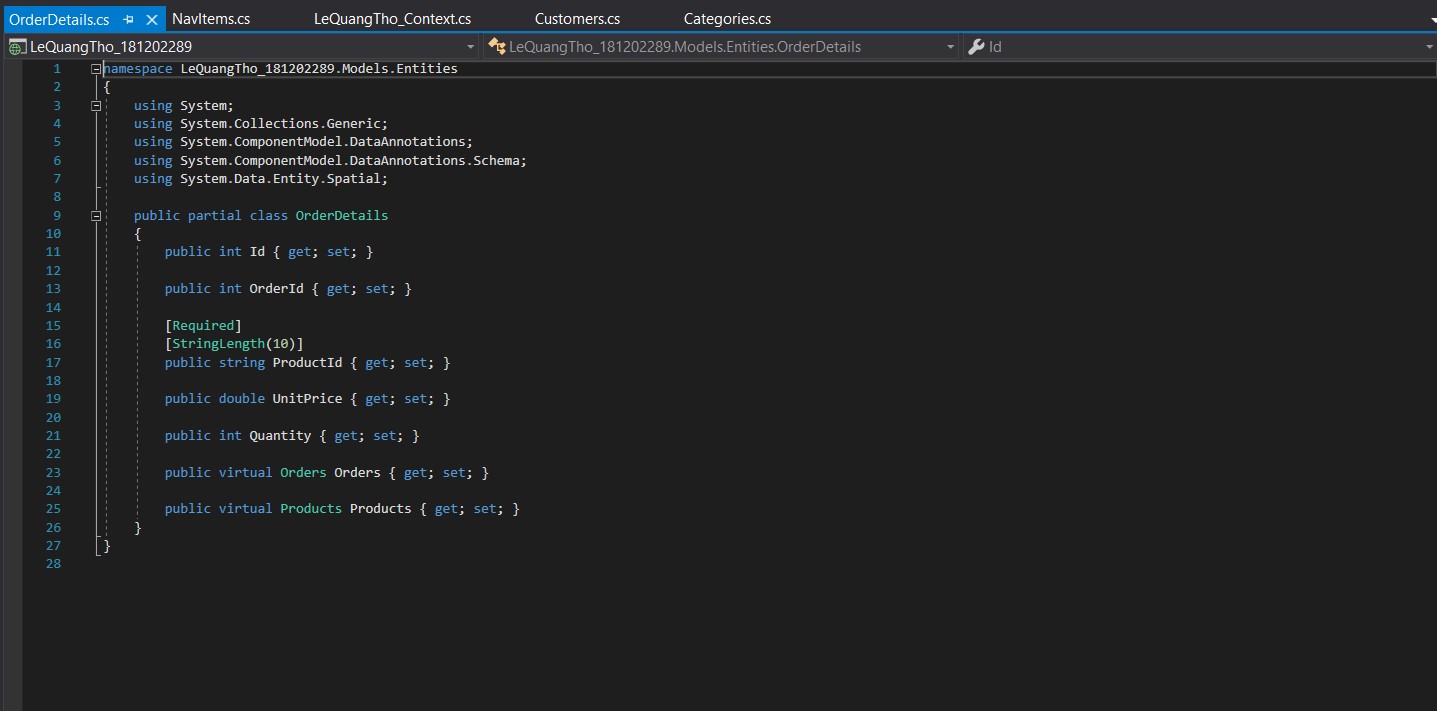 OrderDetails.cs NavItems.cs LeQuangTho_Context.cs Customers.cs Categories.cs
LeQuangTho_181202289 LeQuangTho_181202289.Models.Entities.OrderDetails Id
1 namespace LeQuangTho_181202289.Models.Entities
2 {
3 using System;
4 using System.Collections.Generic;
5 using System.ComponentModel.DataAnnotations;
6 using System.ComponentModel.DataAnnotations.Schema;
7 using System.Data.Entity.Spatial;
8
9 public partial class OrderDetails
10 {
11 public int Id { get; set; }
12
13 public int OrderId { get; set; }
14
15 [Required]
16 [StringLength(10)]
17 public string ProductId { get; set; }
18
19 public double UnitPrice { get; set; }
20
21 public int Quantity { get; set; }
22
23 public virtual Orders Orders { get; set; }
24
25 public virtual Products Products { get; set; }
26 }
27 }
28